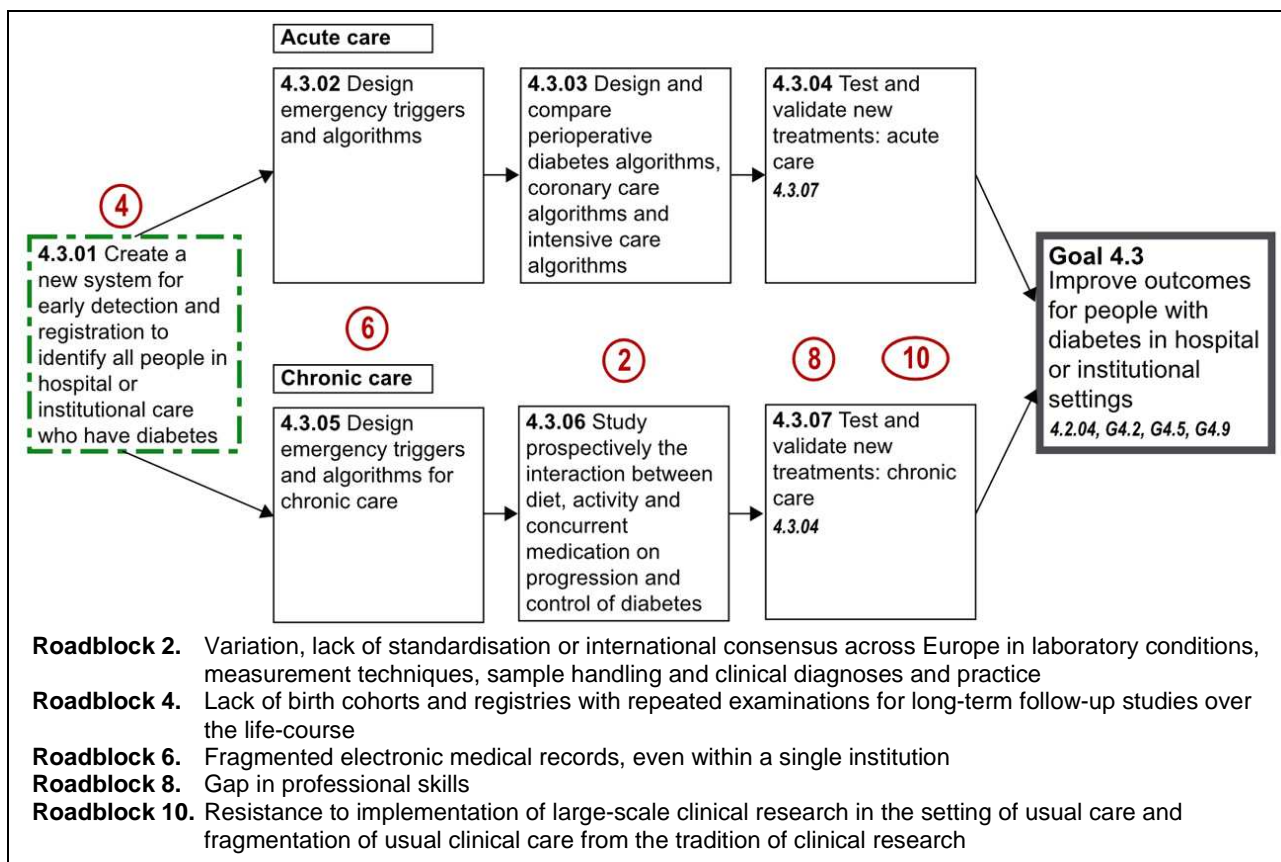 Acute care
4.3.02 Design
emergency triggers
and algorithms
4.3.03 Design and
compare
perioperative
diabetes algorithms,
coronary care
algorithms and
intensive care
algorithms
4.3.04 Test and
validate new
treatments: acute
care
4.3.07
4
4.3.01 Create a
new system for
early detection and
registration to
identify all people in
hospital or
institutional care
who have diabetes
Goal 4.3
Improve outcomes
for people with
diabetes in hospital
or institutional
settings
4.2.04, G4.2, G4.5, G4.9
6
2
8
10
Chronic care
4.3.05 Design
emergency triggers
and algorithms for
chronic care
4.3.06 Study
prospectively the
interaction between
diet, activity and
concurrent
medication on
progression and
control of diabetes
4.3.07 Test and
validate new
treatments: chronic
care
4.3.04
Roadblock 2. Variation, lack of standardisation or international consensus across Europe in laboratory conditions,
measurement techniques, sample handling and clinical diagnoses and practice
Roadblock 4. Lack of birth cohorts and registries with repeated examinations for long-term follow-up studies over
the life-course
Roadblock 6. Fragmented electronic medical records, even within a single institution
Roadblock 8. Gap in professional skills
Roadblock 10. Resistance to implementation of large-scale clinical research in the setting of usual care and
fragmentation of usual clinical care from the tradition of clinical research